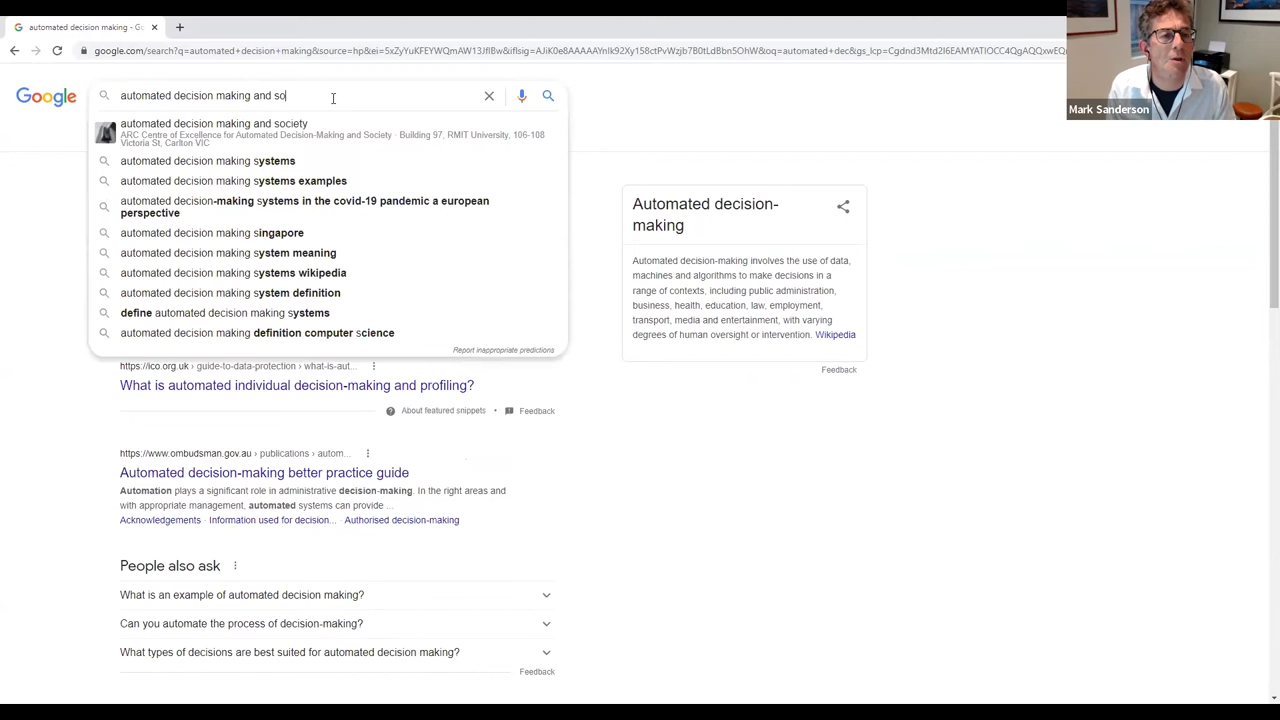 automated decision making - Go
google.com/search?q=automated+decision+making&source=hp&ei=
Mark Sanderson
Google
automated decision making and so
automated decision making and society
ARC Centre of Excellence for Automated Decision-Making and Society · Building 97, RMIT University, 106-108
Victoria St, Carlton VIC
automated decision making systems
automated decision making systems examples
automated decision-making systems in the covid-19 pandemic a european
perspective
automated decision making singapore
automated decision making system meaning
automated decision making systems wikipedia
automated decision making system definition
define automated decision making systems
automated decision making definition computer science
Report inappropriate predictions
https://ico.org.uk › guide-to-data-protection › what-is-aut...
What is automated individual decision-making and profiling?
About featured snippets • Feedback
https://www.ombudsman.gov.au › publications › autom...
Automated decision-making better practice guide
Automation plays a significant role in administrative decision-making. In the right areas and
with appropriate management, automated systems can provide ...
Acknowledgements · Information used for decision... · Authorised decision-making
People also ask
What is an example of automated decision making?
Can you automate the process of decision-making?
What types of decisions are best suited for automated decision making?
Feedback
Automated decision-
making
Automated decision-making involves the use of data,
machines and algorithms to make decisions in a
range of contexts, including public administration,
business, health, education, law, employment,
transport, media and entertainment, with varying
degrees of human oversight or intervention. Wikipedia
Feedback